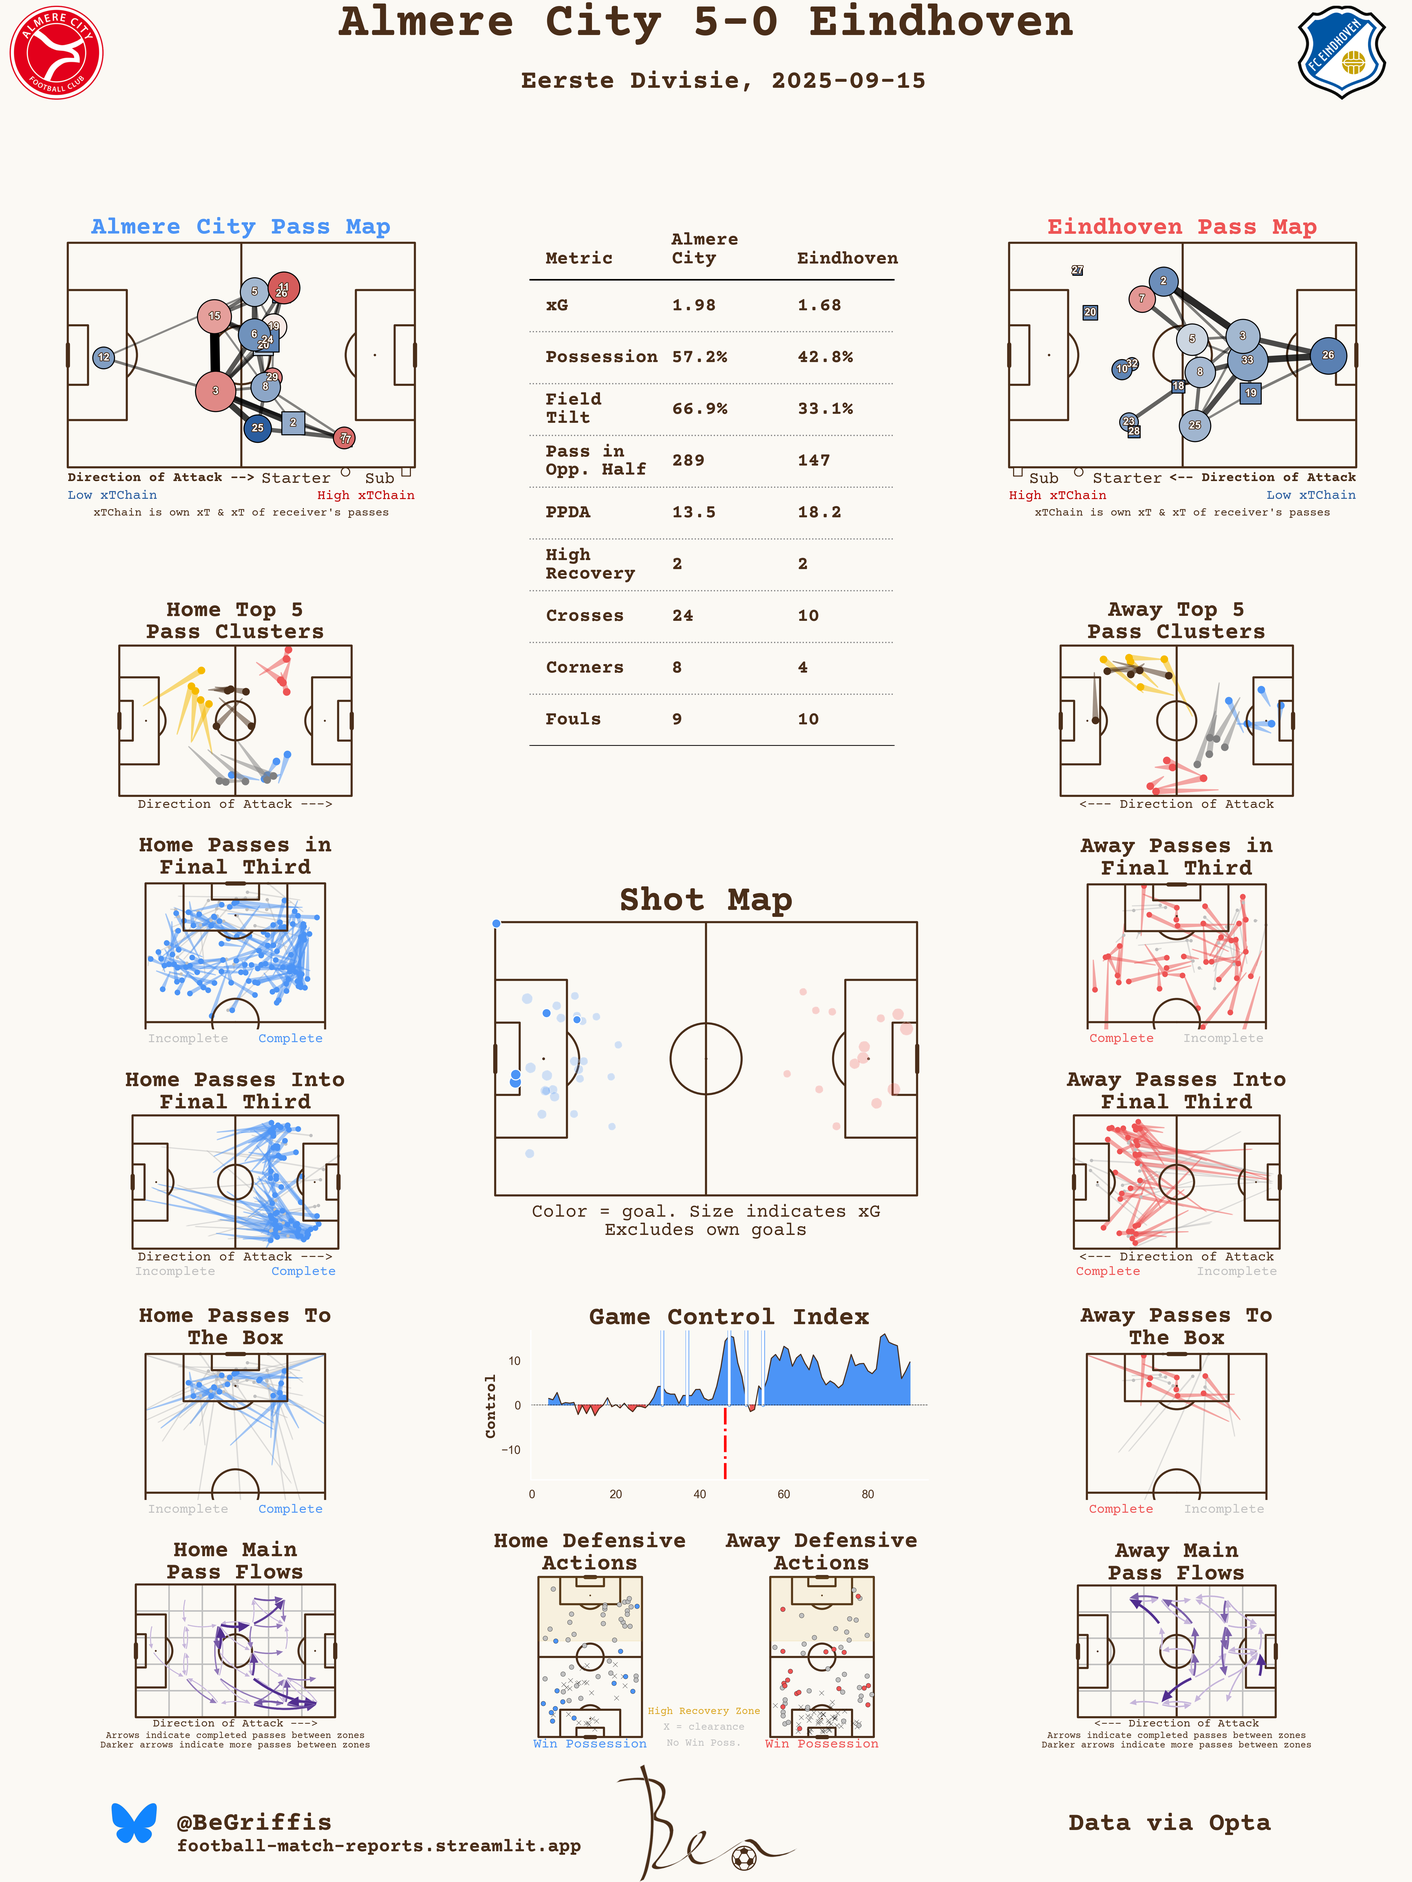 Almere City 5-0 Eindhoven
Eerste Divisie, 2025-09-15
ALMERE CITY
FOOTBALL CLUB
FC EINDHOVEN
Almere City Pass Map
5
11
26
15
19
6
24
20
12
29
3
8
2
25
7
77
Direction of Attack --> Starter Sub
Low xTChain High xTChain
xTChain is own xT & xT of receiver's passes
Metric Almere City Eindhoven
xG 1.98 1.68
Possession 57.2% 42.8%
Field Tilt 66.9% 33.1%
Pass in Opp. Half 289 147
PPDA 13.5 18.2
High Recovery 2 2
Crosses 24 10
Corners 8 4
Fouls 9 10
Eindhoven Pass Map
27
2
7
20
5
3
33
26
32
10
8
18
19
23
28
25
Sub Starter <-- Direction of Attack
High xTChain Low xTChain
xTChain is own xT & xT of receiver's passes
Home Top 5
Pass Clusters
Direction of Attack --->
Away Top 5
Pass Clusters
<--- Direction of Attack
Home Passes in
Final Third
Incomplete Complete
Shot Map
Color = goal. Size indicates xG
Excludes own goals
Away Passes in
Final Third
Complete Incomplete
Home Passes Into
Final Third
Direction of Attack --->
Incomplete Complete
Away Passes Into
Final Third
<--- Direction of Attack
Complete Incomplete
Home Passes To
The Box
Incomplete Complete
Game Control Index
Control
10
0
−10
0 20 40 60 80
Away Passes To
The Box
Complete Incomplete
Home Main
Pass Flows
Direction of Attack --->
Arrows indicate completed passes between zones
Darker arrows indicate more passes between zones
Home Defensive
Actions
Win Possession
High Recovery Zone
X = clearance
No Win Poss.
Away Defensive
Actions
Win Possession
Away Main
Pass Flows
<--- Direction of Attack
Arrows indicate completed passes between zones
Darker arrows indicate more passes between zones
@BeGriffis
football-match-reports.streamlit.app
Ben
Data via Opta